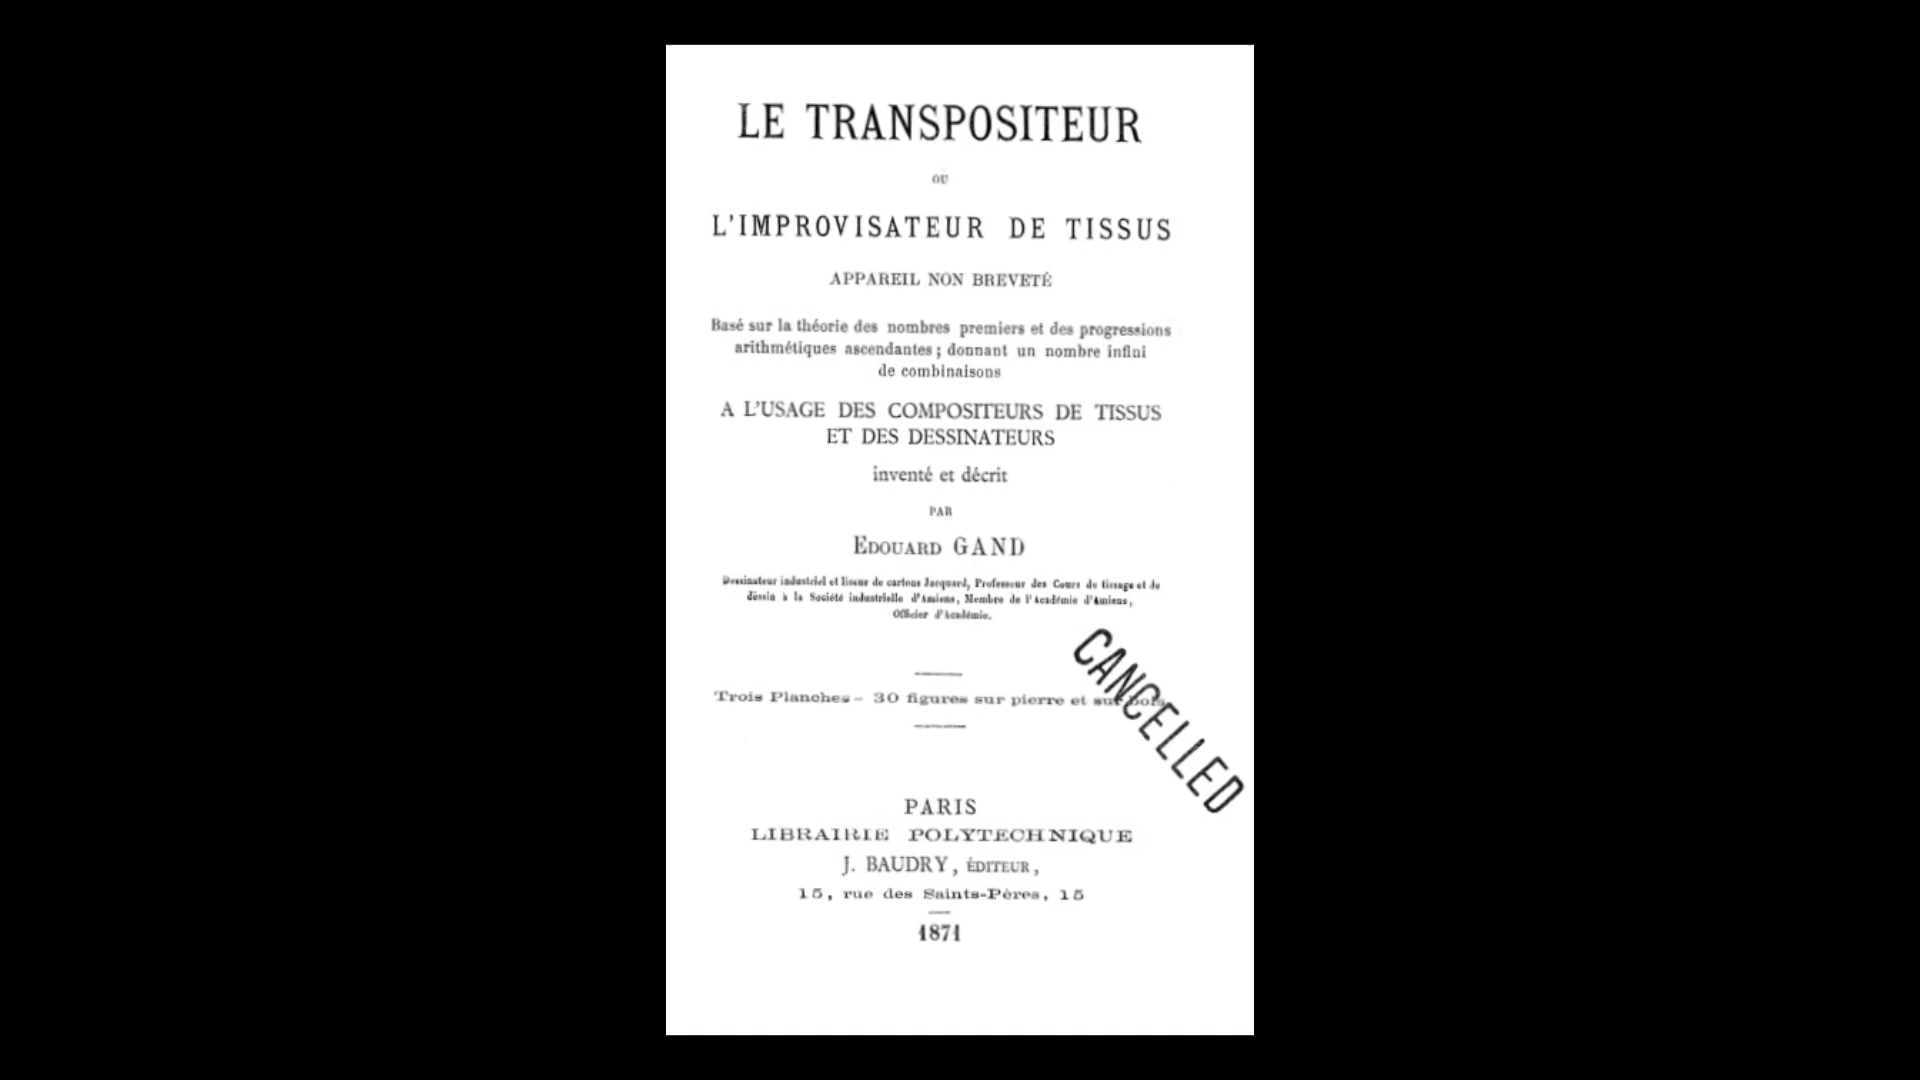 LE TRANSPOSITEUR
OU
L'IMPROVISATEUR DE TISSUS
APPAREIL NON BREVETÉ
Basé sur la théorie des nombres premiers et des progressions
arithmétiques ascendantes ; donnant un nombre infini
de combinaisons
A L'USAGE DES COMPOSITEURS DE TISSUS
ET DES DESSINATEURS
inventé et décrit
PAR
EDOUARD GAND
Dessinateur industriel et liseur de cartons Jacquard, Professeur des Cours de tissage et de
dessin à la Société industrielle d'Amiens, Membre de l'Académie d'Amiens,
Officier d'Académie.
CANCELLED
Trois Planches – 30 figures sur pierre et sur bois
PARIS
LIBRAIRIE POLYTECHNIQUE
J. BAUDRY, ÉDITEUR,
15, rue des Saints-Pères, 15
1871